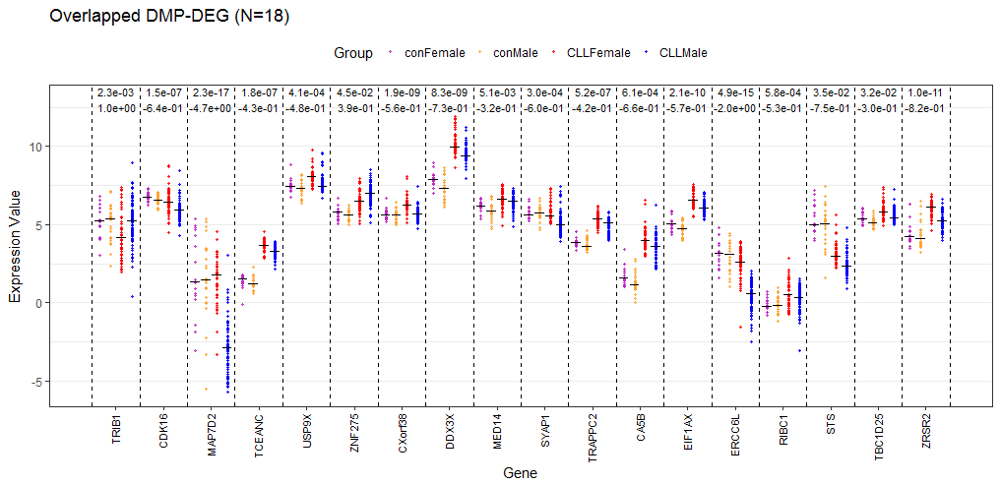 Overlapped DMP-DEG (N=18)
Group conFemale conMale CLLFemale CLLMale
2.3e-03 1.5e-07 2.3e-17 1.8e-07 4.1e-04 4.5e-02 1.9e-09 8.3e-09 5.1e-03 3.0e-04 5.2e-07 6.1e-04 2.1e-10 4.9e-15 5.8e-04 3.5e-02 3.2e-02 1.0e-11
1.0e+00 -6.4e-01 -4.7e+00 -4.3e-01 -4.8e-01 3.9e-01 -5.6e-01 -7.3e-01 -3.2e-01 -6.0e-01 -4.2e-01 -6.6e-01 -5.7e-01 -2.0e+00 -5.3e-01 -7.5e-01 -3.0e-01 -8.2e-01
10
5
0
-5
Expression Value
TRIB1
CDK16
MAP7D2
TCEANC
USP9X
ZNF275
CXorf38
DDX3X
MED14
SYAP1
TRAPPC2
CA5B
EIF1AX
ERCC6L
RIBC1
STS
TBC1D25
ZRSR2
Gene